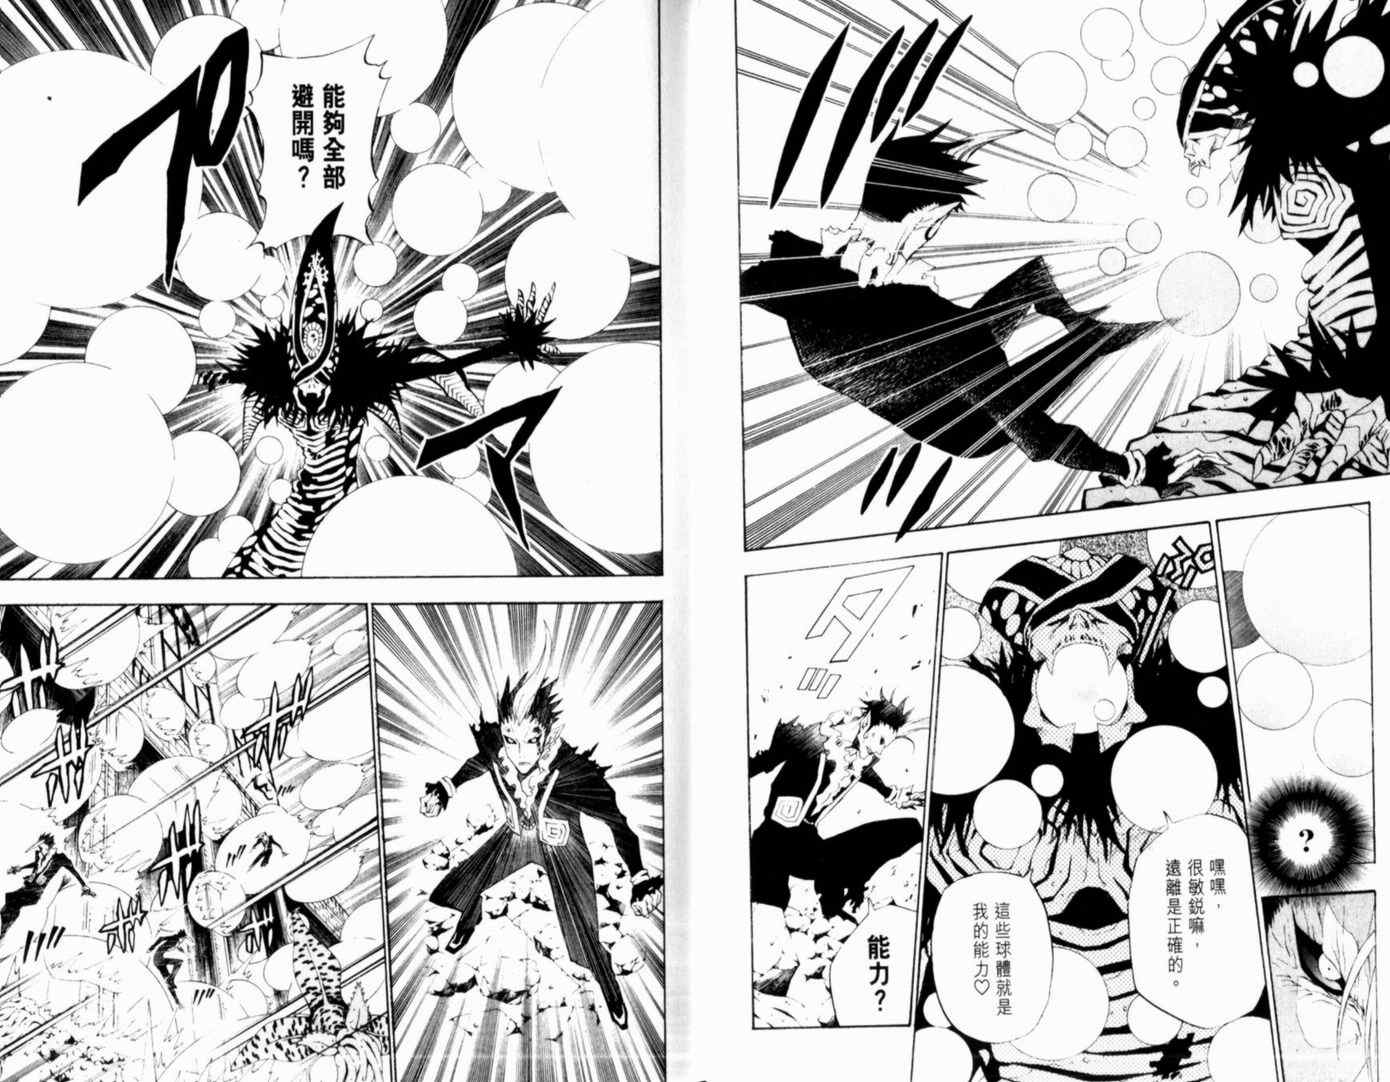 ？
嘿嘿，
很敏銳嘛，
遠離是正確的。
這些球體就是
我的能力♡
能力？
能夠全部
避開嗎？